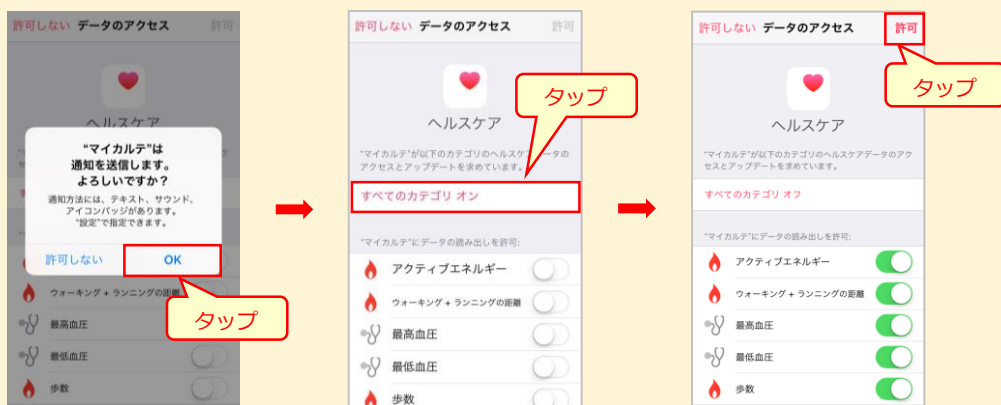 許可しない データのアクセス 許可
ヘルスケア
"マイカルテ"は
通知を送信します。
よろしいですか？
通知方法には、テキスト、サウンド、
アイコンバッジがあります。
"設定"で指定できます。
許可しない OK
タップ
ウォーキング + ランニングの距離
最高血圧
最低血圧
歩数
許可しない データのアクセス 許可
タップ
ヘルスケア
"マイカルテ"が以下のカテゴリのヘルスケアデータの
アクセスとアップデートを求めています。
すべてのカテゴリ オン
"マイカルテ"にデータの読み出しを許可:
アクティブエネルギー
ウォーキング + ランニングの距離
最高血圧
最低血圧
歩数
許可しない データのアクセス 許可
タップ
ヘルスケア
"マイカルテ"が以下のカテゴリのヘルスケアデータのアク
セスとアップデートを求めています。
すべてのカテゴリ オフ
"マイカルテ"にデータの読み出しを許可:
アクティブエネルギー
ウォーキング + ランニングの距離
最高血圧
最低血圧
歩数